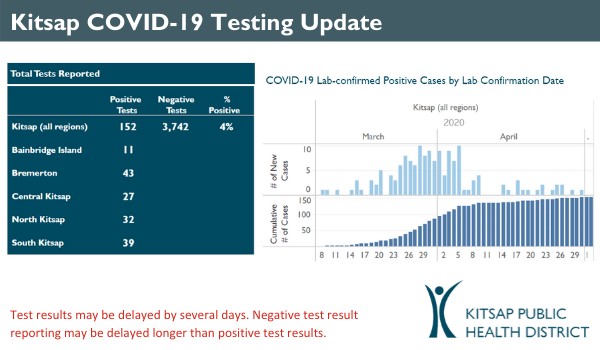 Kitsap COVID-19 Testing Update
Total Tests Reported
Positive Tests Negative Tests % Positive
Kitsap (all regions) 152 3,742 4%
Bainbridge Island 11
Bremerton 43
Central Kitsap 27
North Kitsap 32
South Kitsap 39
COVID-19 Lab-confirmed Positive Cases by Lab Confirmation Date
Kitsap (all regions)
2020
March April
# of New Cases
10
5
0
Cumulative # of Cases
150
100
50
0
8 11 14 17 20 23 26 29 2 5 8 11 14 17 20 23 26 29 1
Test results may be delayed by several days. Negative test result
reporting may be delayed longer than positive test results.
KITSAP PUBLIC
HEALTH DISTRICT